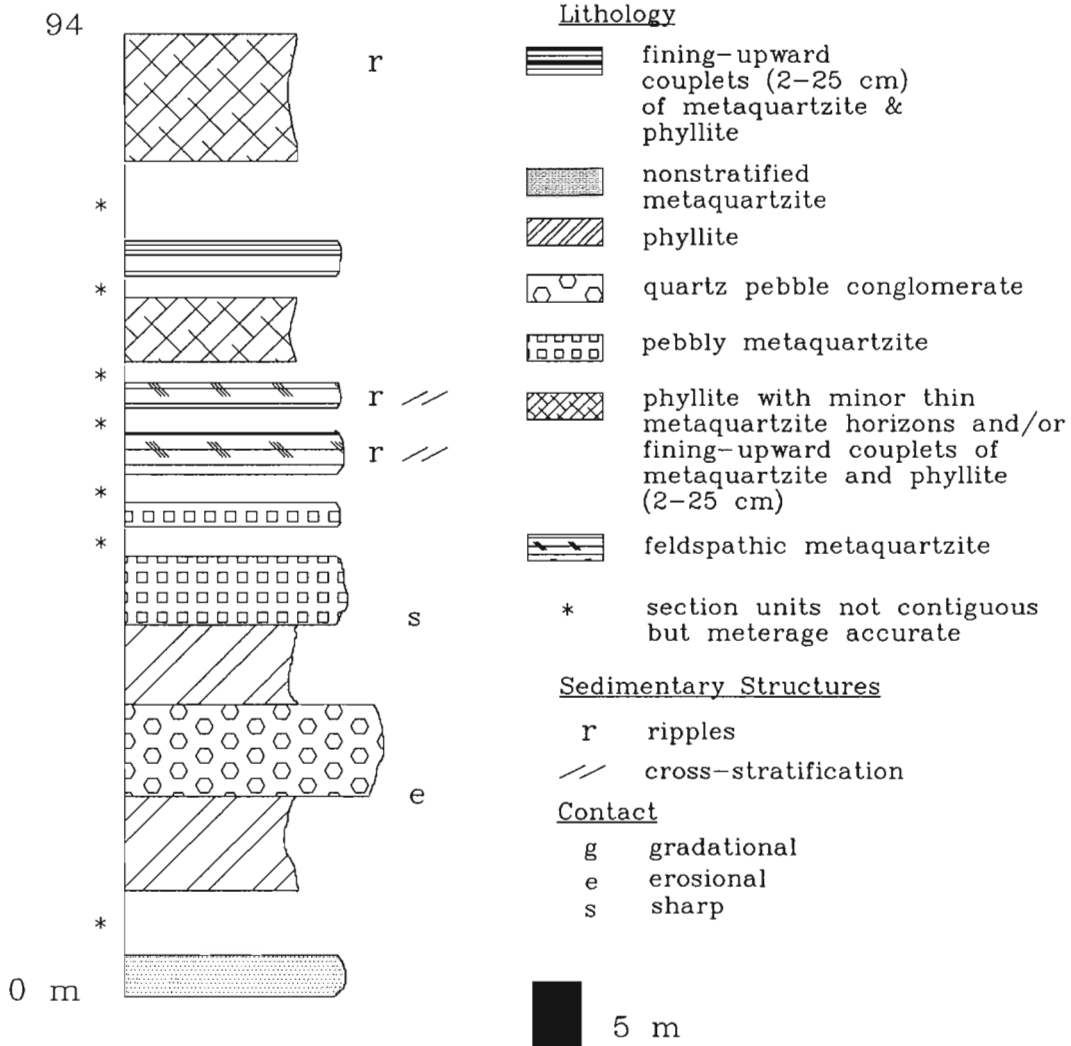 94
r
*
*
*
r
*
r
*
*
s
e
*
0 m
Lithology
fining-upward
couplets (2-25 cm)
of metaquartzite &
phyllite
nonstratified
metaquartzite
phyllite
quartz pebble conglomerate
pebbly metaquartzite
phyllite with minor thin
metaquartzite horizons and/or
fining-upward couplets of
metaquartzite and phyllite
(2-25 cm)
feldspathic metaquartzite
* section units not contiguous
but meterage accurate
Sedimentary Structures
r ripples
cross-stratification
Contact
g gradational
e erosional
s sharp
5 m